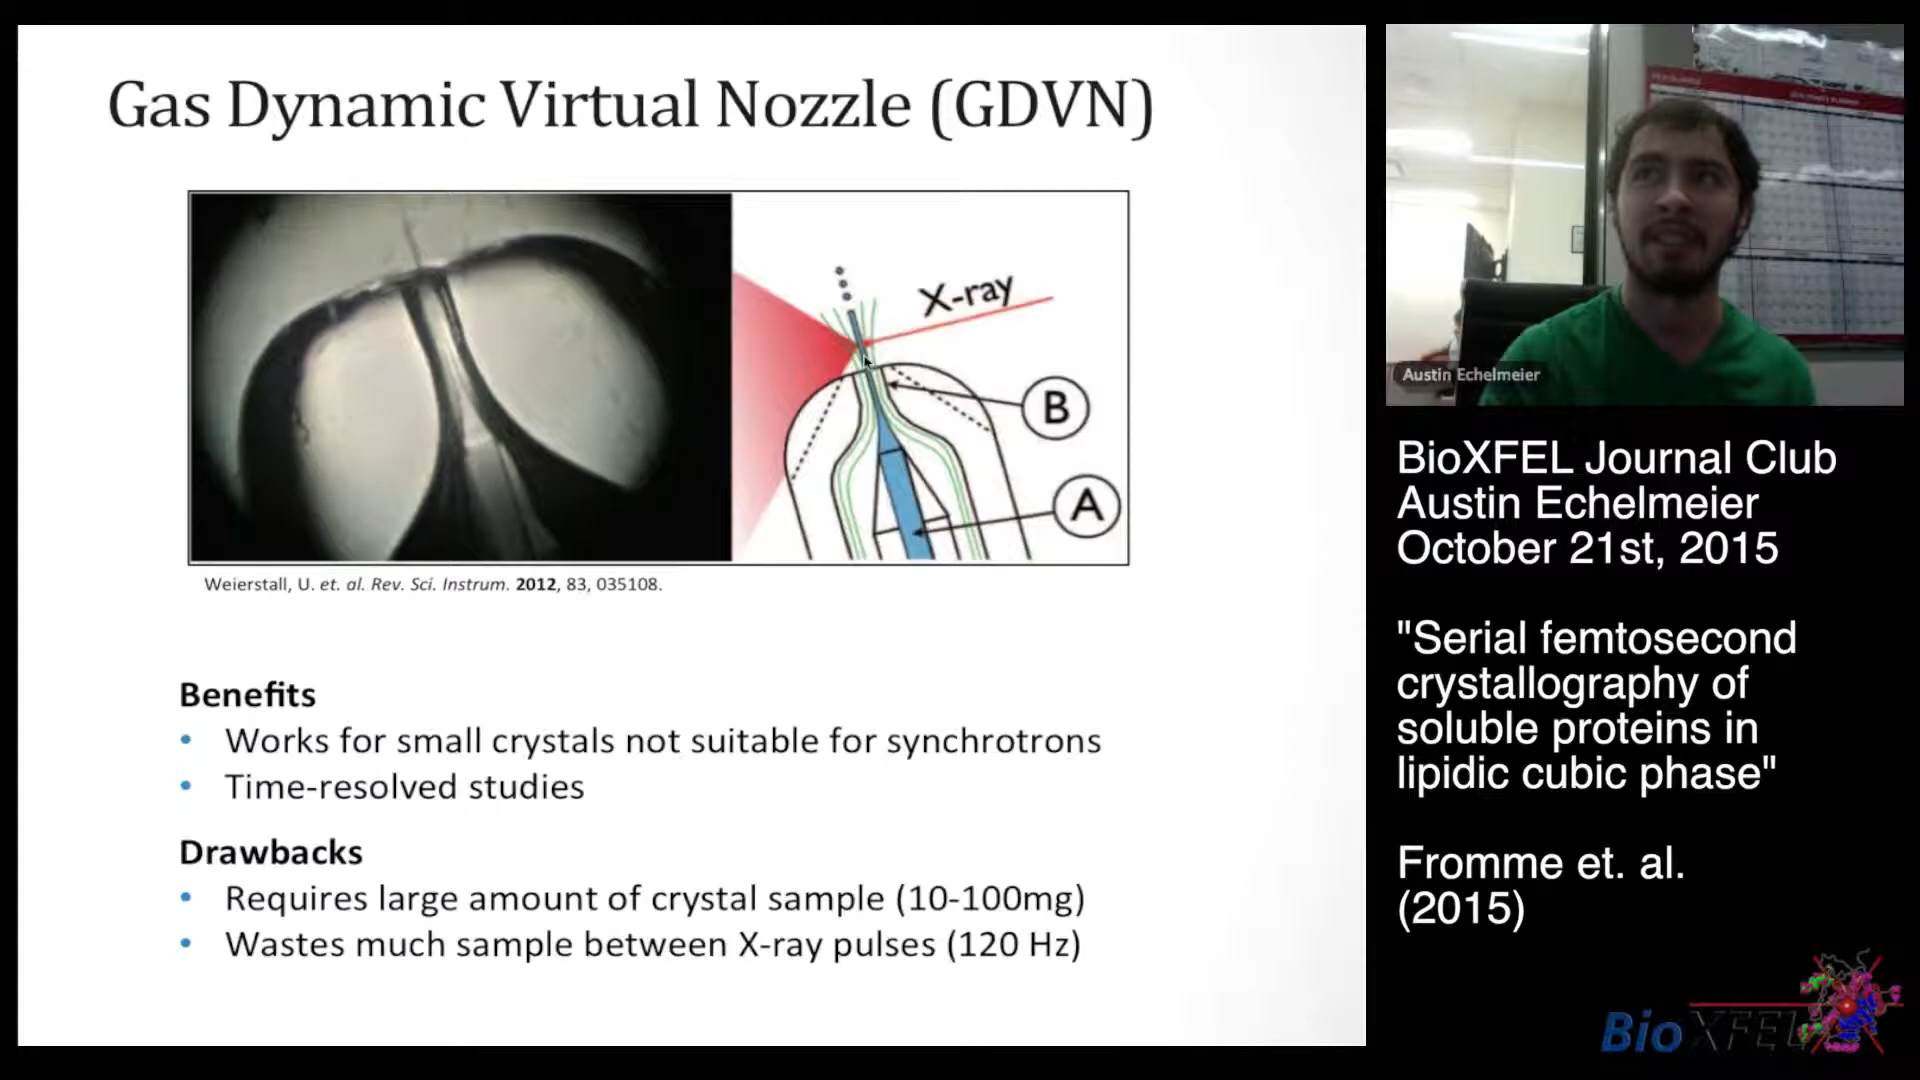 Gas Dynamic Virtual Nozzle (GDVN)
X-ray
B
A
Weierstall, U. et. al. Rev. Sci. Instrum. 2012, 83, 035108.
Benefits
• Works for small crystals not suitable for synchrotrons
• Time-resolved studies
Drawbacks
• Requires large amount of crystal sample (10-100mg)
• Wastes much sample between X-ray pulses (120 Hz)
Austin Echelmeier
BioXFEL Journal Club
Austin Echelmeier
October 21st, 2015
"Serial femtosecond
crystallography of
soluble proteins in
lipidic cubic phase"
Fromme et. al.
(2015)
BioXFEL